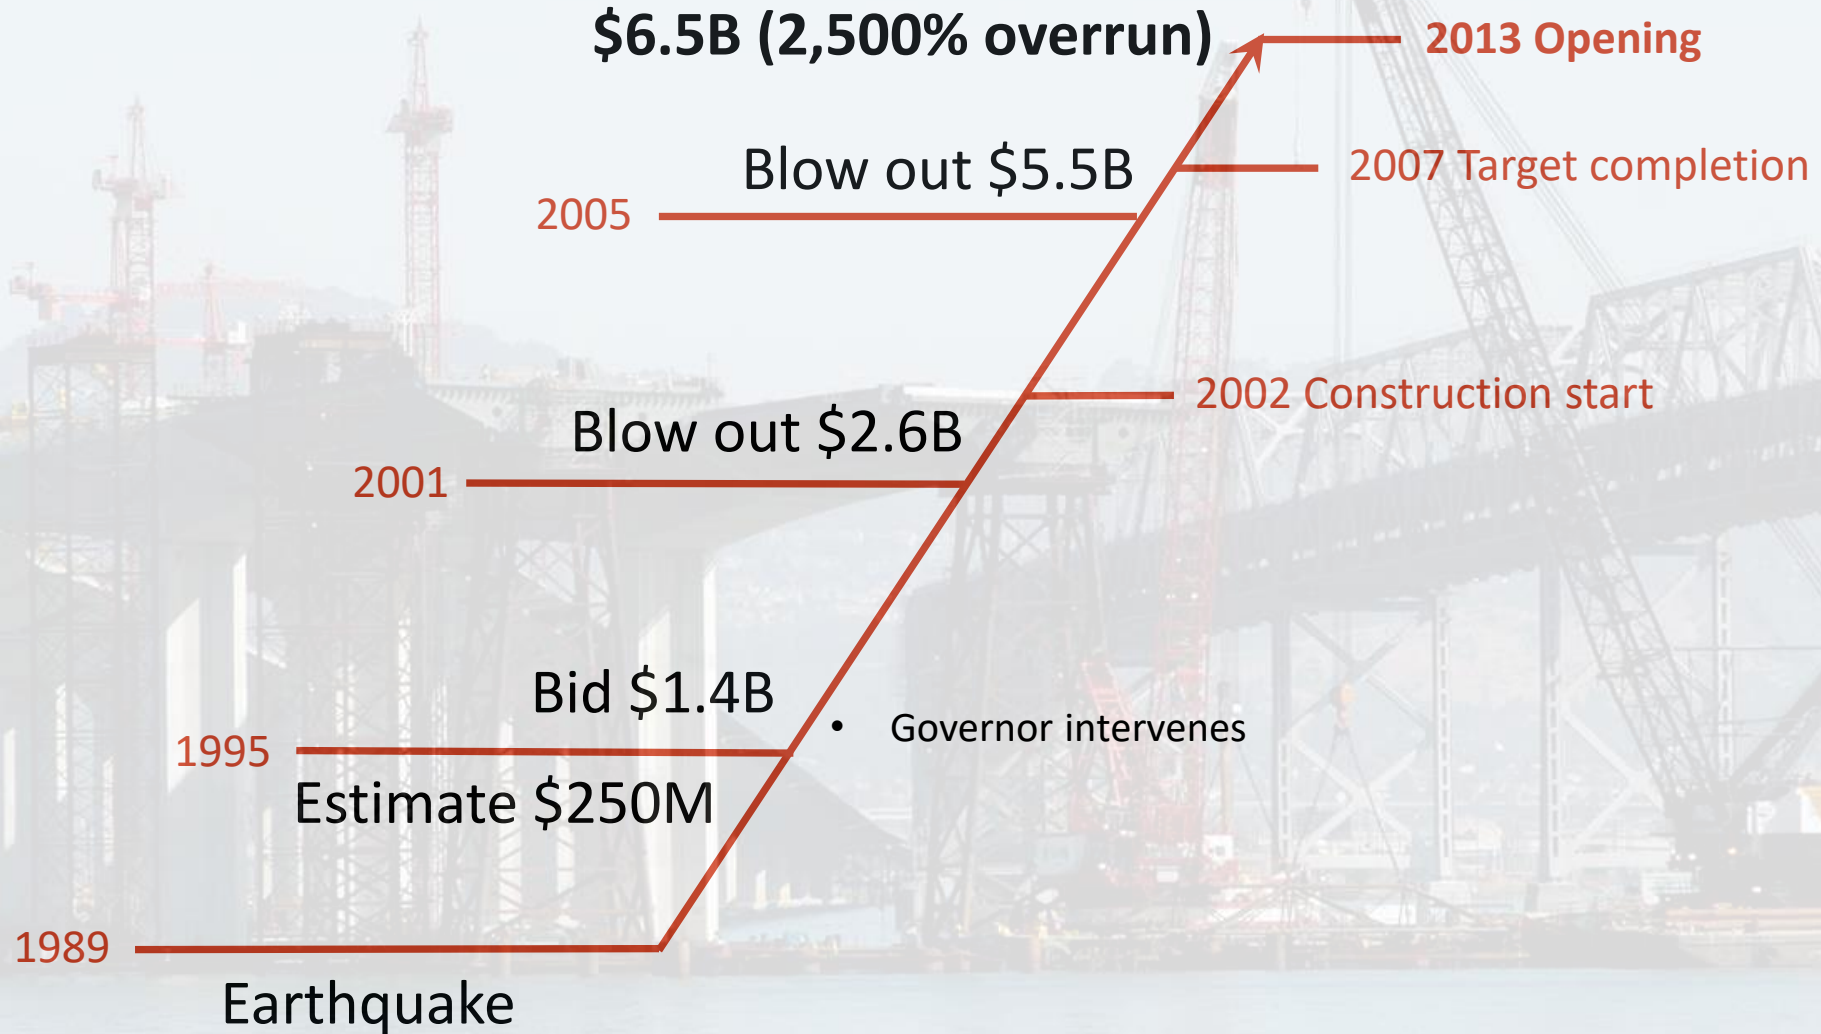 $6.5B (2,500% overrun)
2013 Opening
Blow out $5.5B
2007 Target completion
2005
2002 Construction start
Blow out $2.6B
2001
Bid $1.4B
• Governor intervenes
1995
Estimate $250M
1989
Earthquake